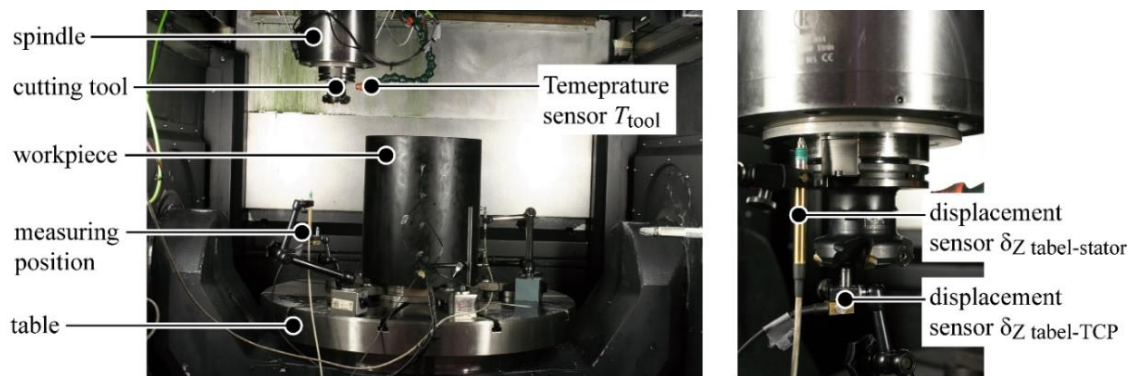 spindle
cutting tool
workpiece
measuring
position
table
Temeprature
sensor T_tool
displacement
sensor δ_Z tabel-stator
displacement
sensor δ_Z tabel-TCP